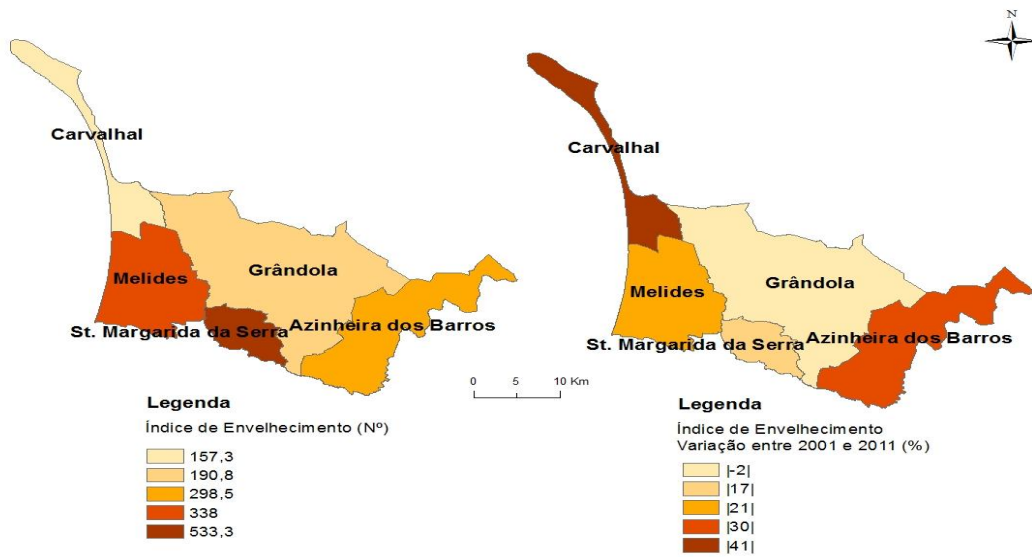 N
Carvalhal
Melides
Grândola
St. Margarida da Serra
Azinheira dos Barros
Legenda
Índice de Envelhecimento (Nº)
157,3
190,8
298,5
338
533,3
0 5 10 Km
Carvalhal
Melides
Grândola
St. Margarida da Serra
Azinheira dos Barros
Legenda
Índice de Envelhecimento
Variação entre 2001 e 2011 (%)
|-2|
|17|
|21|
|30|
|41|